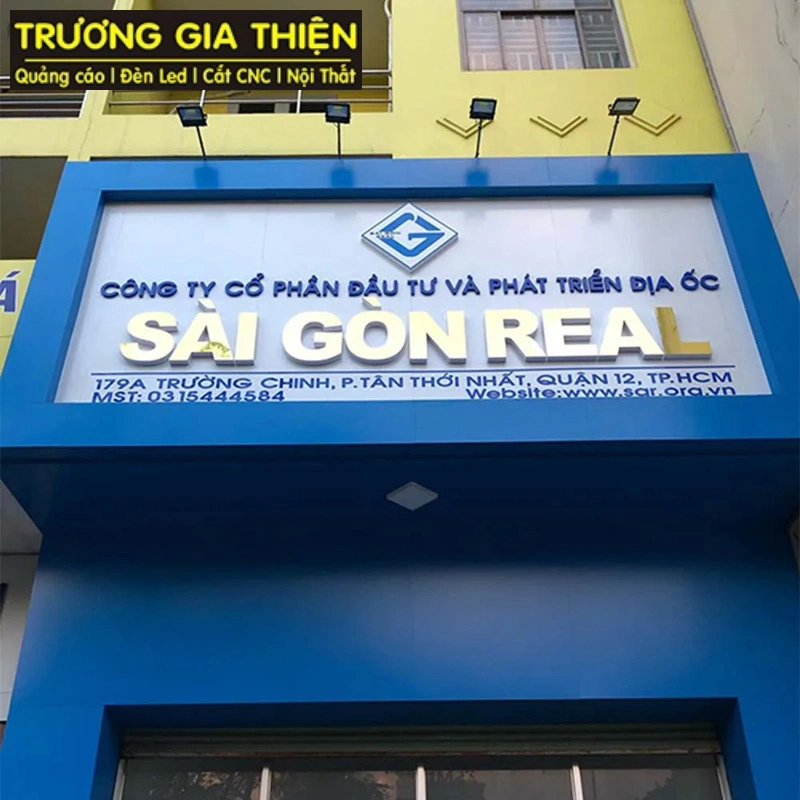 TRƯƠNG GIA THIỆN
Quảng cáo | Đèn Led | Cắt CNC | Nội Thất
CÔNG TY CỔ PHẦN ĐẦU TƯ VÀ PHÁT TRIỂN ĐỊA ỐC
SÀI GÒN REAL
179A TRƯỜNG CHINH, P.TÂN THỚI NHẤT, QUẬN 12, TP.HCM
MST: 0315444584 Website:www.sgr.org.vn